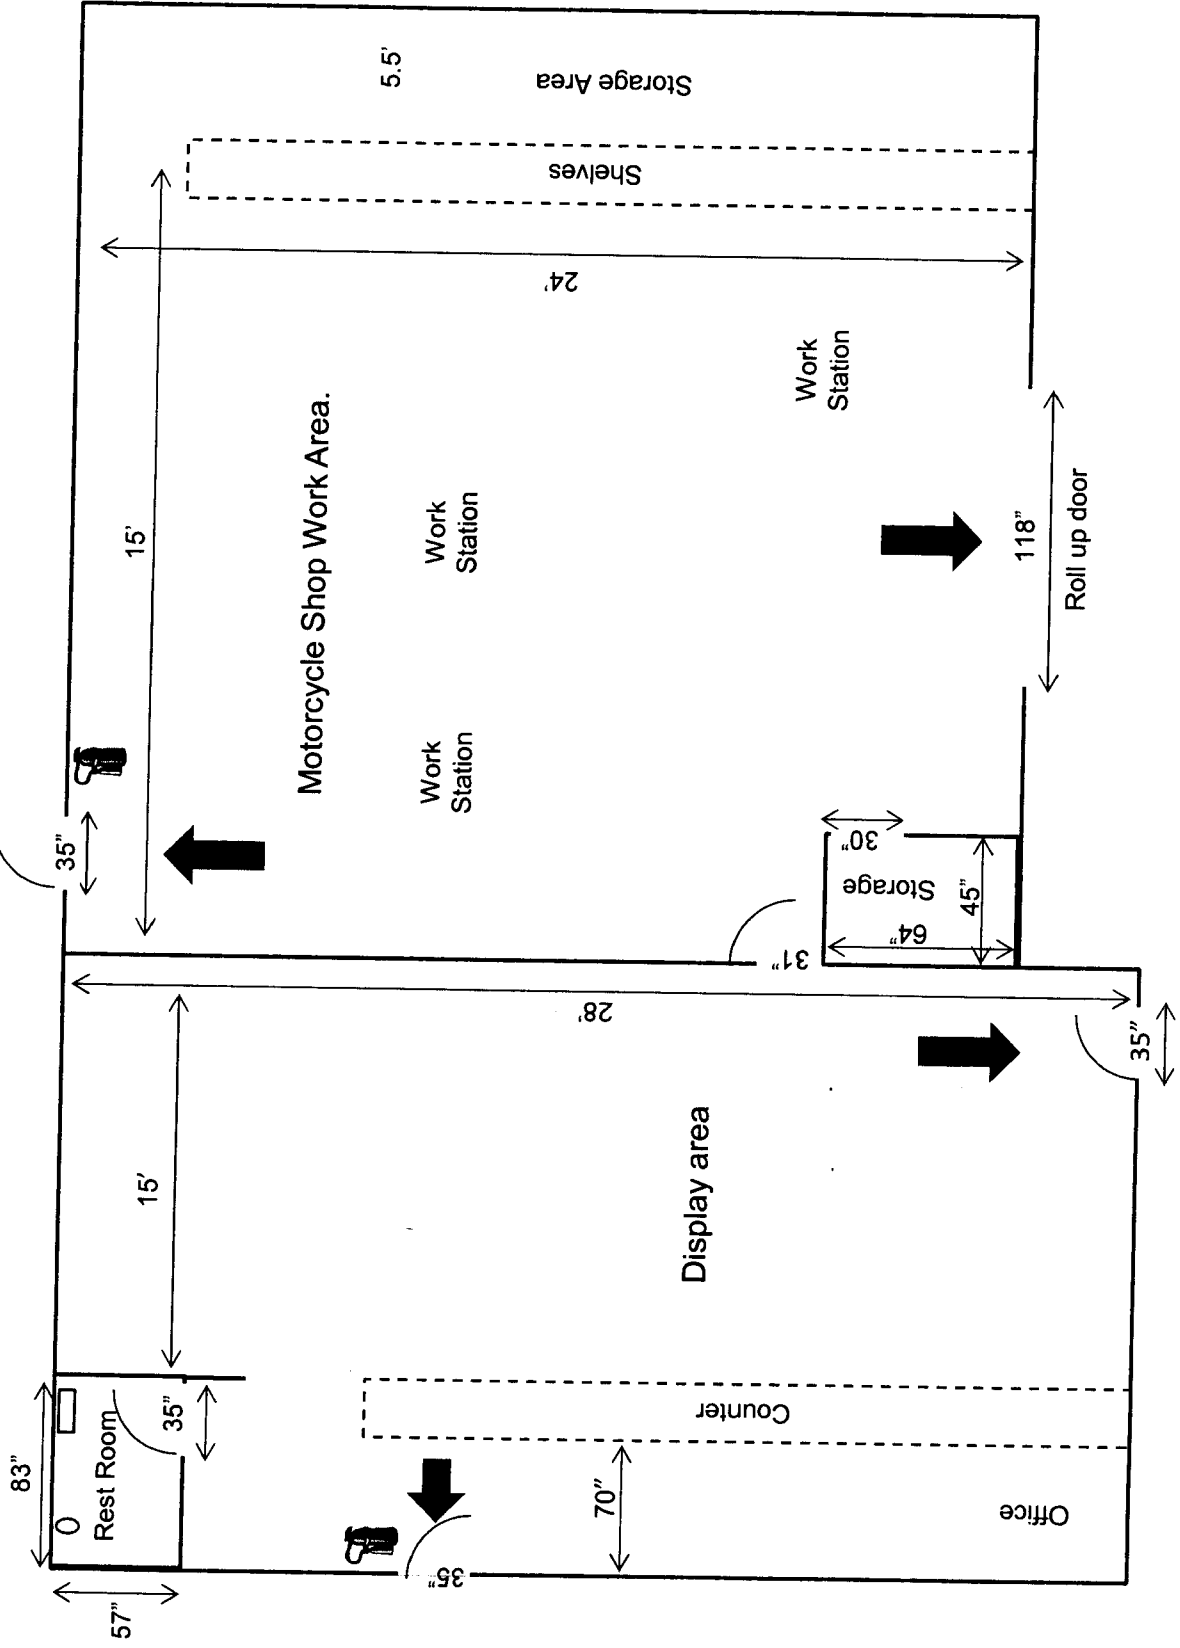 5.5'
Storage Area
Shelves
24'
15'
Motorcycle Shop Work Area.
Work
Station
Work
Station
Work
Station
118"
Roll up door
35"
30"
Storage
45"
64"
31"
28'
35"
15'
Display area
83"
Rest Room
35"
57"
Counter
70"
Office
35"